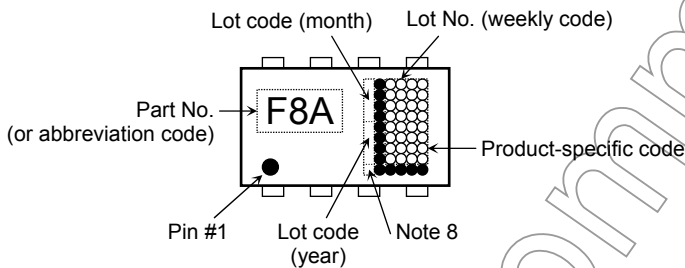 Lot code (month)
Lot No. (weekly code)
Part No.
(or abbreviation code)
F8A
Product-specific code
Pin #1
Lot code
(year)
Note 8